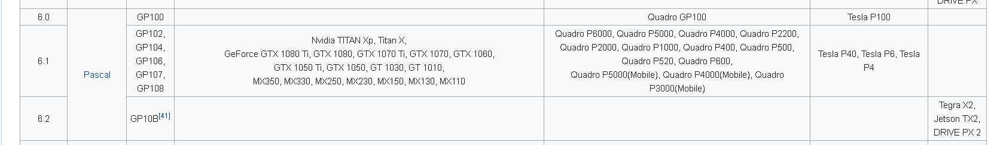 DRIVE PX
6.0
Pascal
GP100
Quadro GP100
Tesla P100
6.1
GP102,
GP104,
GP106,
GP107,
GP108
Nvidia TITAN Xp, Titan X,
GeForce GTX 1080 Ti, GTX 1080, GTX 1070 Ti, GTX 1070, GTX 1060,
GTX 1050 Ti, GTX 1050, GT 1030, GT 1010,
MX350, MX330, MX250, MX230, MX150, MX130, MX110
Quadro P6000, Quadro P5000, Quadro P4000, Quadro P2200,
Quadro P2000, Quadro P1000, Quadro P400, Quadro P500,
Quadro P520, Quadro P600,
Quadro P5000(Mobile), Quadro P4000(Mobile), Quadro
P3000(Mobile)
Tesla P40, Tesla P6, Tesla
P4
6.2
GP10B[41]
Tegra X2,
Jetson TX2,
DRIVE PX 2